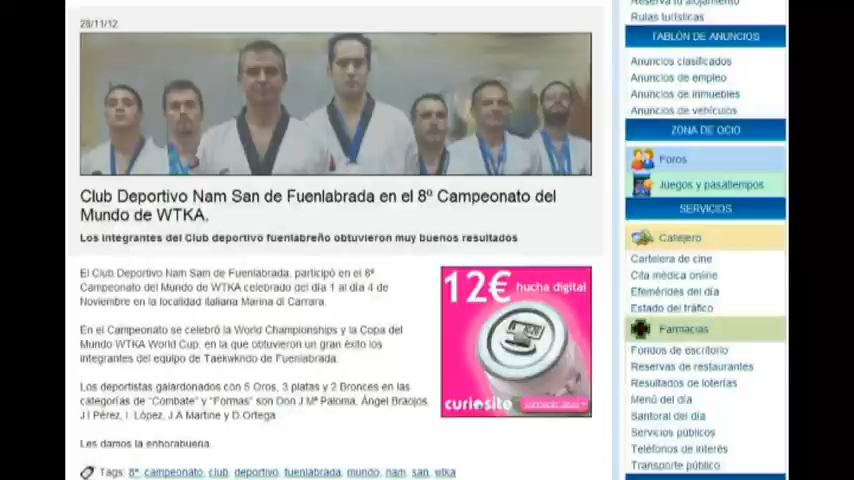 28/11/12
Club Deportivo Nam San de Fuenlabrada en el 8º Campeonato del
Mundo de WTKA.
Los integrantes del Club deportivo fuenlabreño obtuvieron muy buenos resultados
El Club Deportivo Nam Sam de Fuenlabrada, participó en el 8º
Campeonato del Mundo de WTKA celebrado del día 1 al día 4 de
Noviembre en la localidad italiana Marina di Carrara.
En el Campeonato se celebró la World Championships y la Copa del
Mundo WTKA World Cup, en la que obtuvieron un gran éxito los
integrantes del equipo de Taekwkndo de Fuenlabrada.
Los deportistas galardonados con 5 Oros, 3 platas y 2 Bronces en las
categorías de "Combate" y "Formas" son Don J Mª Paloma, Ángel Braojos,
J.I Pérez, I. López, J.A Martine y D.Ortega
Les damos la enhorabuena.
Tags: 8º campeonato club deportivo fuenlabrada mundo nam san wtka
12€ hucha digital
curiosite
Reserva tu alojamiento
Rutas turísticas
TABLÓN DE ANUNCIOS
Anuncios clasificados
Anuncios de empleo
Anuncios de inmuebles
Anuncios de vehículos
ZONA DE OCIO
Foros
Juegos y pasatiempos
SERVICIOS
Callejero
Cartelera de cine
Cita médica online
Efemérides del día
Estado del tráfico
Farmacias
Fondos de escritorio
Reservas de restaurantes
Resultados de loterías
Menú del día
Santoral del día
Servicios públicos
Teléfonos de interés
Transporte público